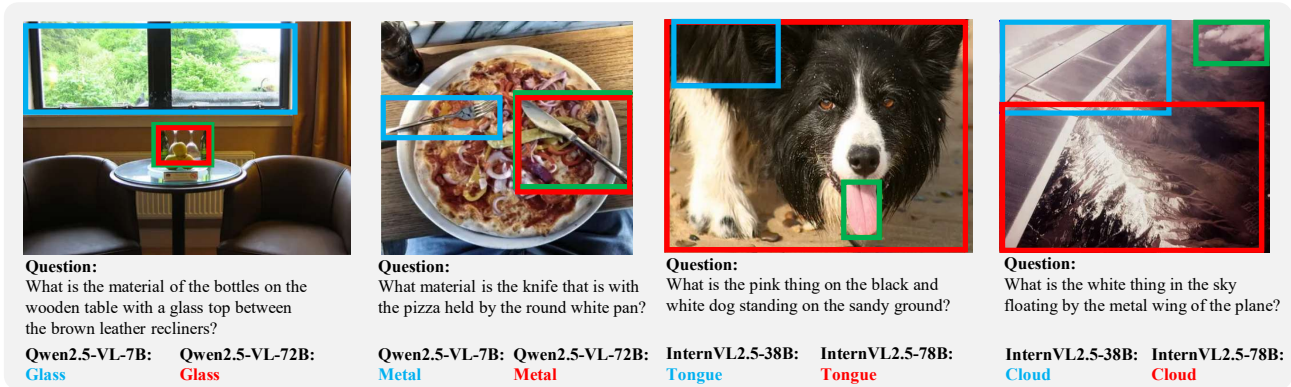 Question:
What is the material of the bottles on the
wooden table with a glass top between
the brown leather recliners?
Qwen2.5-VL-7B: Qwen2.5-VL-72B:
Glass Glass
Question:
What material is the knife that is with
the pizza held by the round white pan?
Qwen2.5-VL-7B: Qwen2.5-VL-72B:
Metal Metal
Question:
What is the pink thing on the black and
white dog standing on the sandy ground?
InternVL2.5-38B: InternVL2.5-78B:
Tongue Tongue
Question:
What is the white thing in the sky
floating by the metal wing of the plane?
InternVL2.5-38B: InternVL2.5-78B:
Cloud Cloud